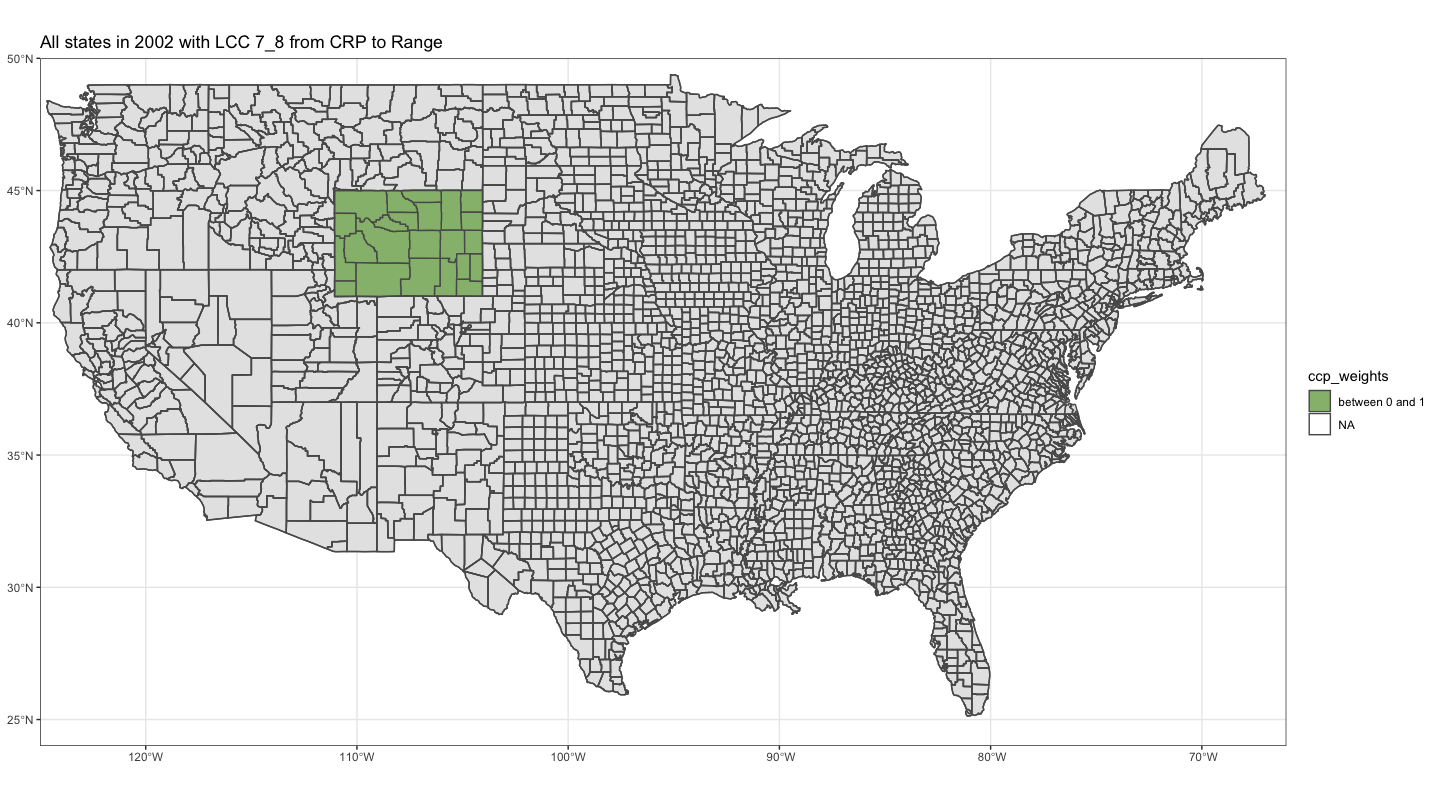 All states in 2002 with LCC 7_8 from CRP to Range
50°N
45°N
40°N
35°N
30°N
25°N
120°W
110°W
100°W
90°W
80°W
70°W
ccp_weights
between 0 and 1
NA